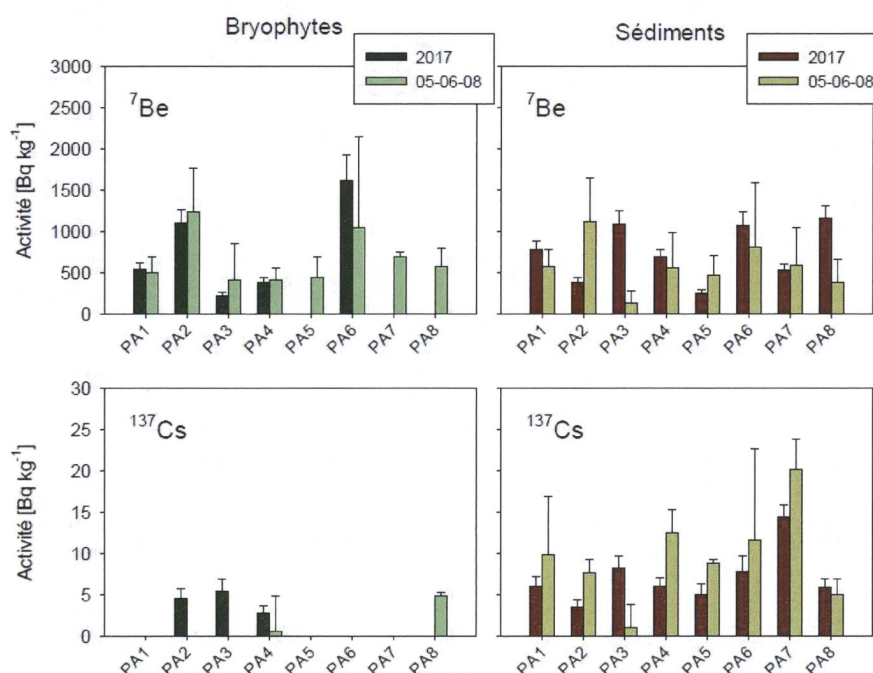 Bryophytes
Sédiments
2017
05-06-08
2017
05-06-08
3000
2500
2000
1500
1000
500
0
Activité [Bq kg⁻¹]
⁷Be
⁷Be
PA1 PA2 PA3 PA4 PA5 PA6 PA7 PA8
PA1 PA2 PA3 PA4 PA5 PA6 PA7 PA8
30
25
20
15
10
5
0
Activité [Bq kg⁻¹]
¹³⁷Cs
¹³⁷Cs
PA1 PA2 PA3 PA4 PA5 PA6 PA7 PA8
PA1 PA2 PA3 PA4 PA5 PA6 PA7 PA8